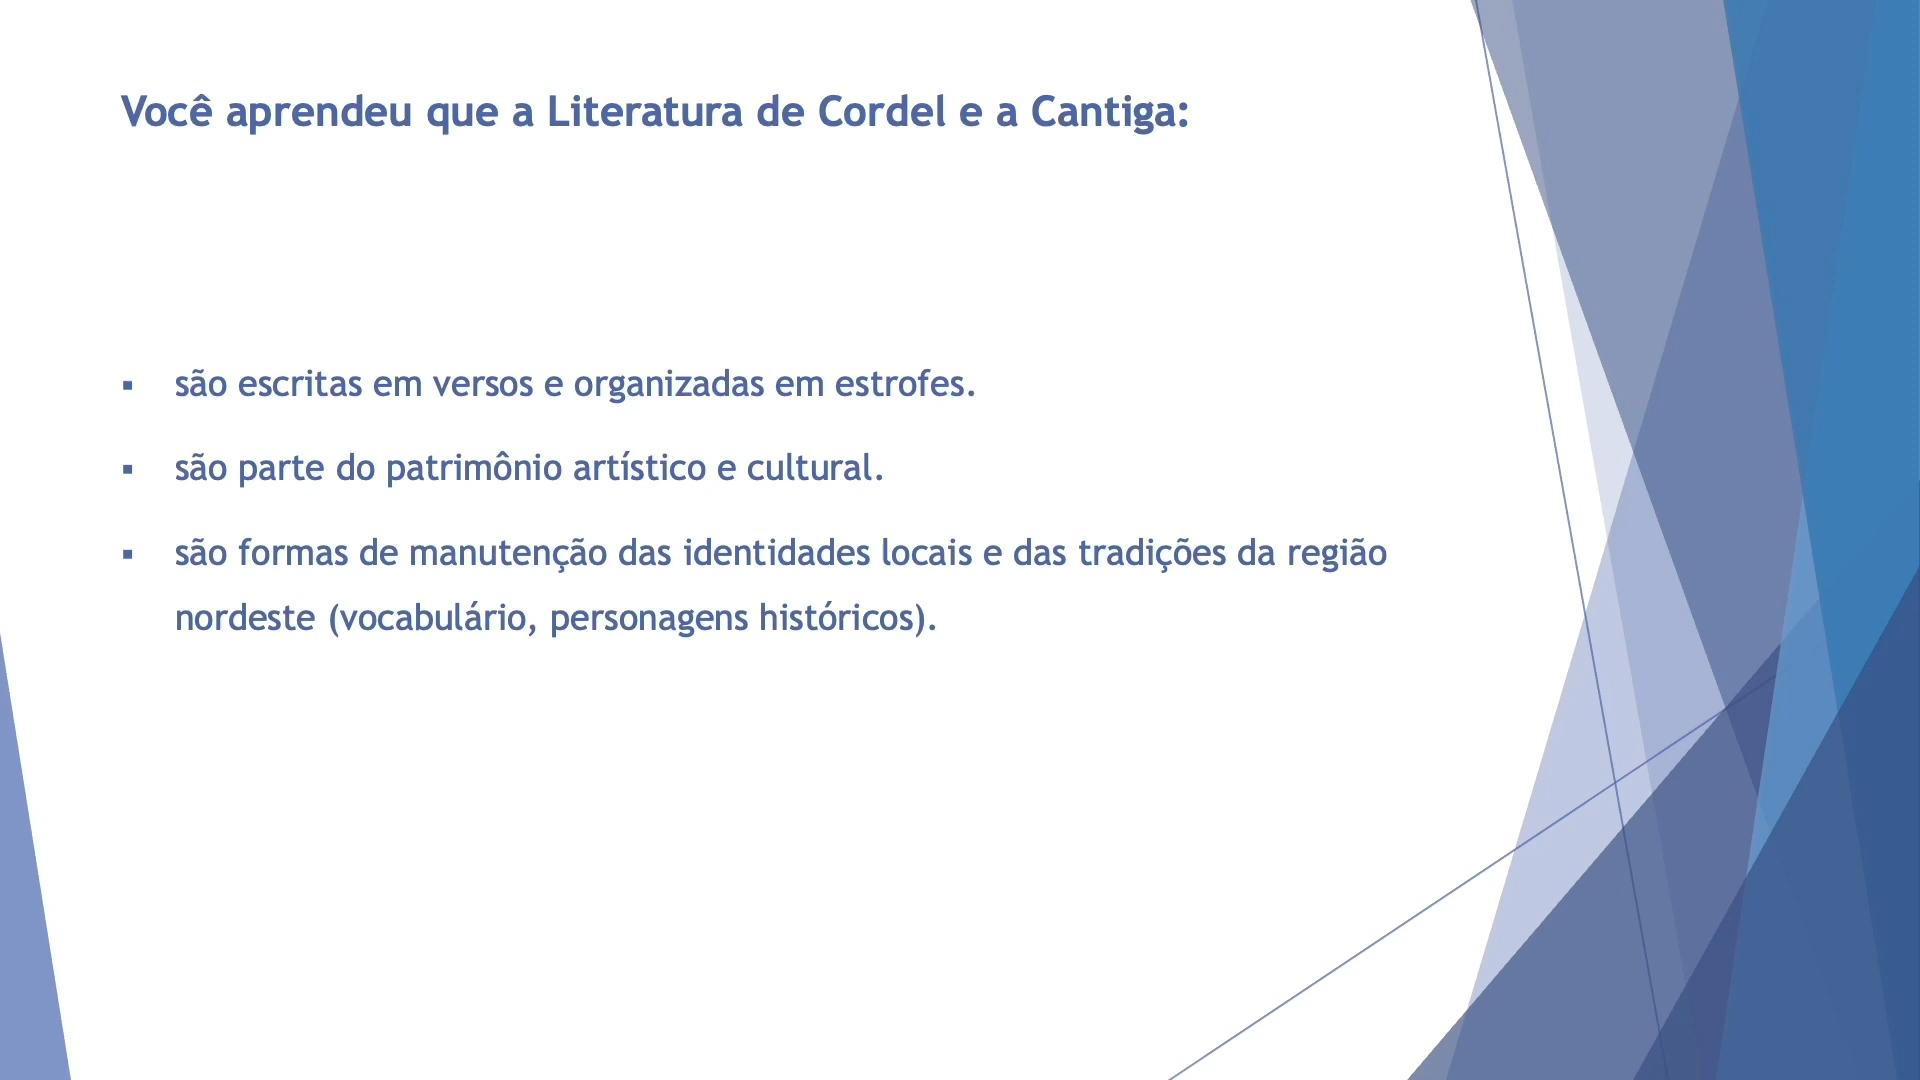 Você aprendeu que a Literatura de Cordel e a Cantiga:
▪ são escritas em versos e organizadas em estrofes.
▪ são parte do patrimônio artístico e cultural.
▪ são formas de manutenção das identidades locais e das tradições da região
nordeste (vocabulário, personagens históricos).